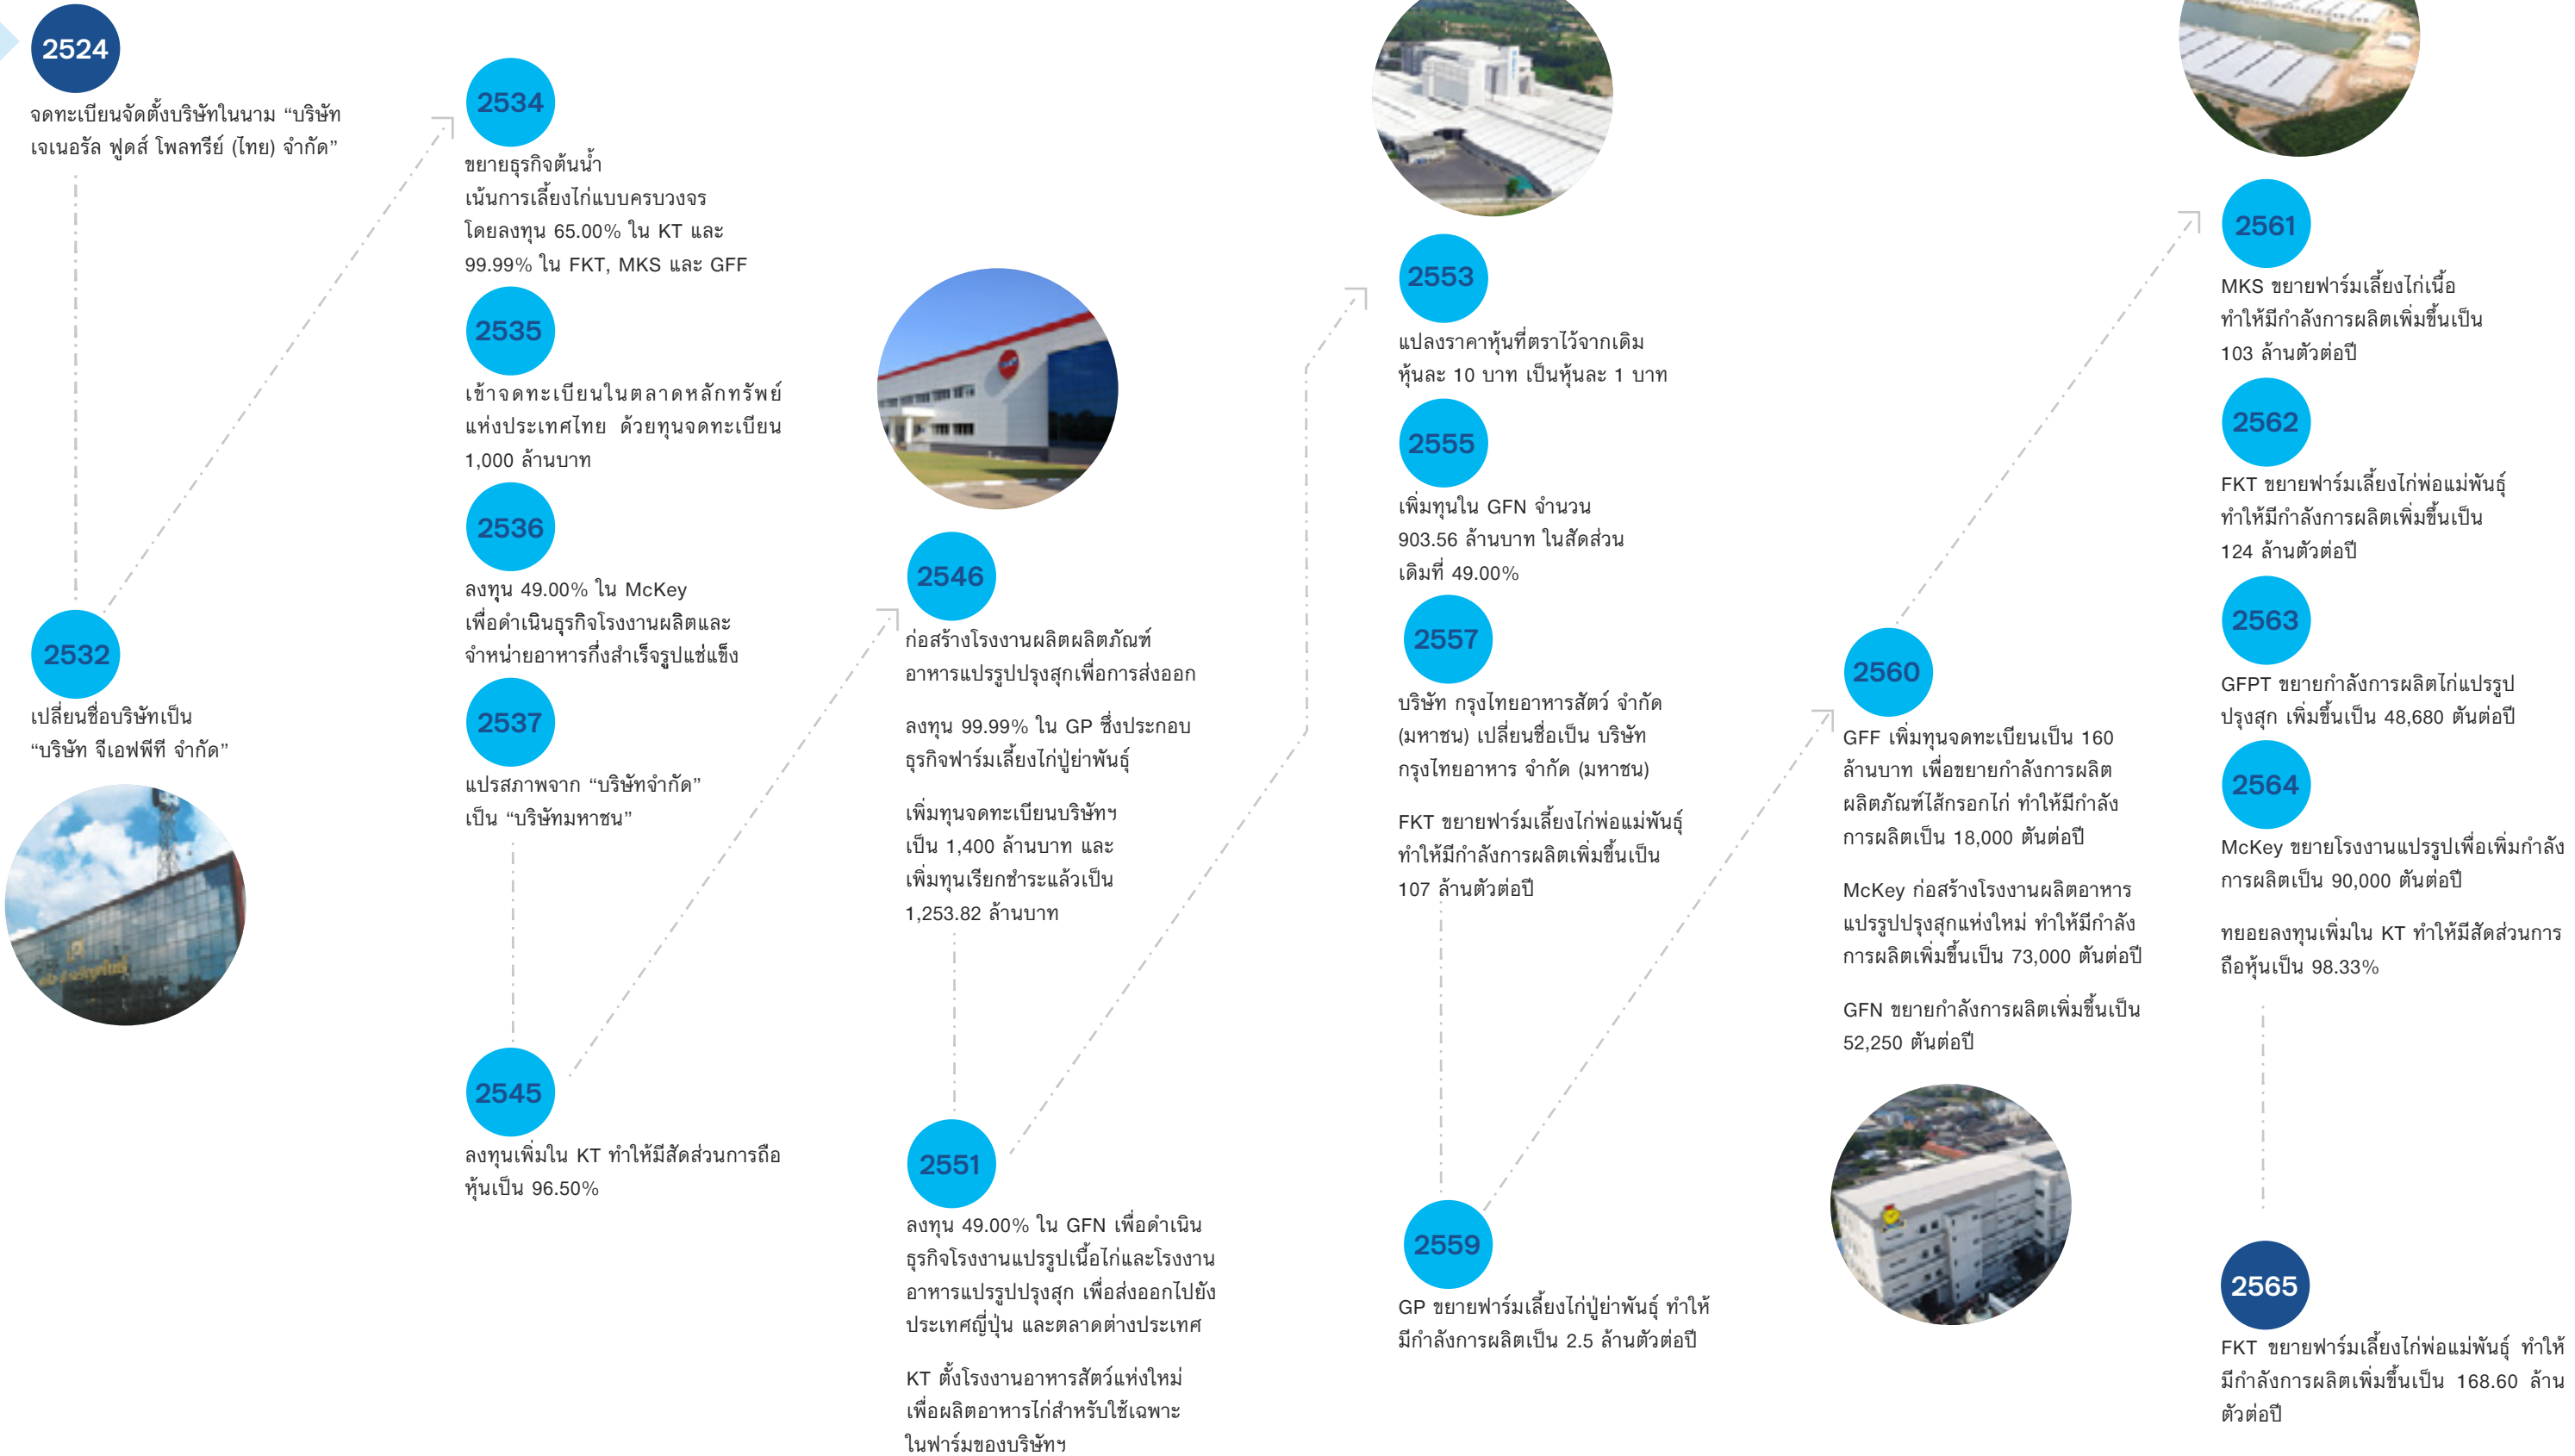 2524
จดทะเบียนจัดตั้งบริษัทในนาม “บริษัท
เจเนอรัล ฟูดส์ โพลทรีย์ (ไทย) จำกัด”
2532
เปลี่ยนชื่อบริษัทเป็น
“บริษัท จีเอฟพีที จำกัด”
2534
ขยายธุรกิจต้นน้ำ
เน้นการเลี้ยงไก่แบบครบวงจร
โดยลงทุน 65.00% ใน KT และ
99.99% ใน FKT, MKS และ GFF
2535
เข้าจดทะเบียนในตลาดหลักทรัพย์
แห่งประเทศไทย ด้วยทุนจดทะเบียน
1,000 ล้านบาท
2536
ลงทุน 49.00% ใน McKey
เพื่อดำเนินธุรกิจโรงงานผลิตและ
จำหน่ายอาหารกึ่งสำเร็จรูปแช่แข็ง
2537
แปรสภาพจาก “บริษัทจำกัด”
เป็น “บริษัทมหาชน”
2545
ลงทุนเพิ่มใน KT ทำให้มีสัดส่วนการถือ
หุ้นเป็น 96.50%
2546
ก่อสร้างโรงงานผลิตผลิตภัณฑ์
อาหารแปรรูปปรุงสุกเพื่อการส่งออก
ลงทุน 99.99% ใน GP ซึ่งประกอบ
ธุรกิจฟาร์มเลี้ยงไก่ปู่ย่าพันธุ์
เพิ่มทุนจดทะเบียนบริษัทฯ
เป็น 1,400 ล้านบาท และ
เพิ่มทุนเรียกชำระแล้วเป็น
1,253.82 ล้านบาท
2551
ลงทุน 49.00% ใน GFN เพื่อดำเนิน
ธุรกิจโรงงานแปรรูปเนื้อไก่และโรงงาน
อาหารแปรรูปปรุงสุก เพื่อส่งออกไปยัง
ประเทศญี่ปุ่น และตลาดต่างประเทศ
KT ตั้งโรงงานอาหารสัตว์แห่งใหม่
เพื่อผลิตอาหารไก่สำหรับใช้เฉพาะ
ในฟาร์มของบริษัทฯ
2553
แปลงราคาหุ้นที่ตราไว้จากเดิม
หุ้นละ 10 บาท เป็นหุ้นละ 1 บาท
2555
เพิ่มทุนใน GFN จำนวน
903.56 ล้านบาท ในสัดส่วน
เดิมที่ 49.00%
2557
บริษัท กรุงไทยอาหารสัตว์ จำกัด
(มหาชน) เปลี่ยนชื่อเป็น บริษัท
กรุงไทยอาหาร จำกัด (มหาชน)
FKT ขยายฟาร์มเลี้ยงไก่พ่อแม่พันธุ์
ทำให้มีกำลังการผลิตเพิ่มขึ้นเป็น
107 ล้านตัวต่อปี
2559
GP ขยายฟาร์มเลี้ยงไก่ปู่ย่าพันธุ์ ทำให้
มีกำลังการผลิตเป็น 2.5 ล้านตัวต่อปี
2560
GFF เพิ่มทุนจดทะเบียนเป็น 160
ล้านบาท เพื่อขยายกำลังการผลิต
ผลิตภัณฑ์ไส้กรอกไก่ ทำให้มีกำลัง
การผลิตเป็น 18,000 ตันต่อปี
McKey ก่อสร้างโรงงานผลิตอาหาร
แปรรูปปรุงสุกแห่งใหม่ ทำให้มีกำลัง
การผลิตเพิ่มขึ้นเป็น 73,000 ตันต่อปี
GFN ขยายกำลังการผลิตเพิ่มขึ้นเป็น
52,250 ตันต่อปี
2561
MKS ขยายฟาร์มเลี้ยงไก่เนื้อ
ทำให้มีกำลังการผลิตเพิ่มขึ้นเป็น
103 ล้านตัวต่อปี
2562
FKT ขยายฟาร์มเลี้ยงไก่พ่อแม่พันธุ์
ทำให้มีกำลังการผลิตเพิ่มขึ้นเป็น
124 ล้านตัวต่อปี
2563
GFPT ขยายกำลังการผลิตไก่แปรรูป
ปรุงสุก เพิ่มขึ้นเป็น 48,680 ตันต่อปี
2564
McKey ขยายโรงงานแปรรูปเพื่อเพิ่มกำลัง
การผลิตเป็น 90,000 ตันต่อปี
ทยอยลงทุนเพิ่มใน KT ทำให้มีสัดส่วนการ
ถือหุ้นเป็น 98.33%
2565
FKT ขยายฟาร์มเลี้ยงไก่พ่อแม่พันธุ์ ทำให้
มีกำลังการผลิตเพิ่มขึ้นเป็น 168.60 ล้าน
ตัวต่อปี